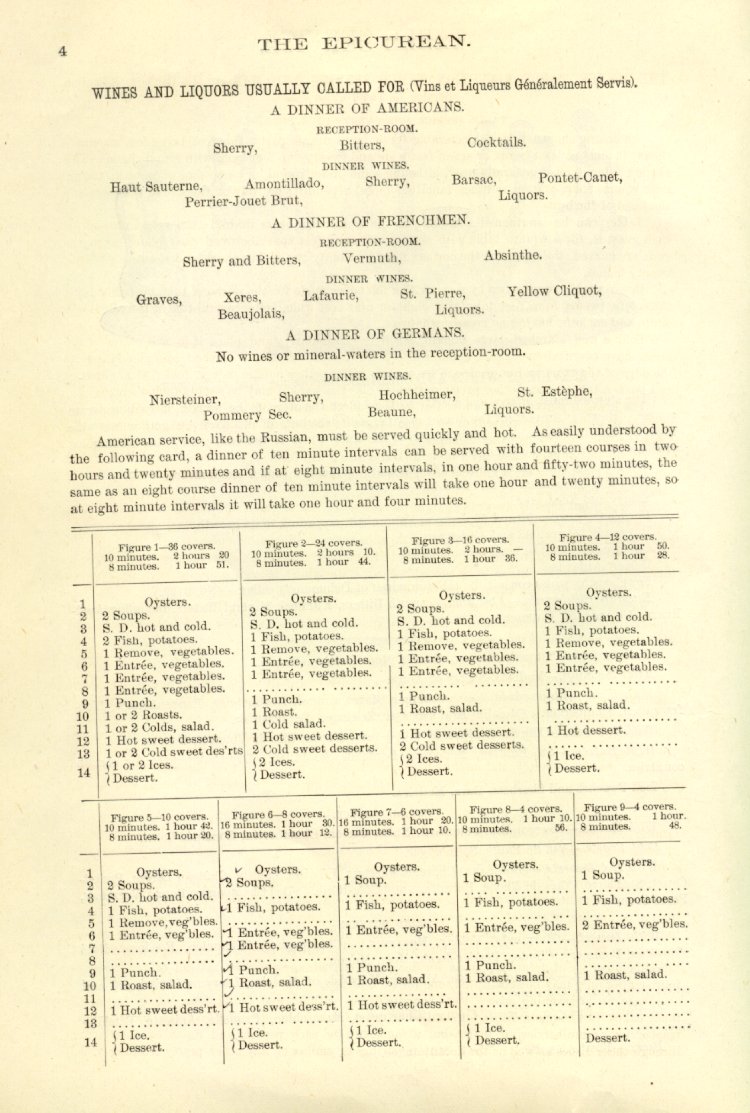 4
THE EPICUREAN.
WINES AND LIQUORS USUALLY CALLED FOR (Vins et Liqueurs Généralement Servis).
A DINNER OF AMERICANS.
RECEPTION-ROOM.
Sherry, Bitters, Cocktails.
DINNER WINES.
Haut Sauterne, Amontillado, Sherry, Barsac, Pontet-Canet,
Perrier-Jouet Brut, Liquors.
A DINNER OF FRENCHMEN.
RECEPTION-ROOM.
Sherry and Bitters, Vermuth, Absinthe.
DINNER WINES.
Graves, Xeres, Lafaurie, St. Pierre, Yellow Cliquot,
Beaujolais, Liquors.
A DINNER OF GERMANS.
No wines or mineral-waters in the reception-room.
DINNER WINES.
Niersteiner, Sherry, Hochheimer, St. Estèphe,
Pommery Sec. Beaune, Liquors.
American service, like the Russian, must be served quickly and hot. As easily understood by
the following card, a dinner of ten minute intervals can be served with fourteen courses in two
hours and twenty minutes and if at eight minute intervals, in one hour and fifty-two minutes, the
same as an eight course dinner of ten minute intervals will take one hour and twenty minutes, so
at eight minute intervals it will take one hour and four minutes.
Figure 1—36 covers. Figure 2—24 covers. Figure 3—16 covers. Figure 4—12 covers.
10 minutes. 2 hours 20 10 minutes. 2 hours 10. 10 minutes. 2 hours. — 10 minutes. 1 hour 50.
8 minutes. 1 hour 51. 8 minutes. 1 hour 44. 8 minutes. 1 hour 36. 8 minutes. 1 hour 28.
1 Oysters. Oysters. Oysters. Oysters.
2 2 Soups. 2 Soups. 2 Soups. 2 Soups.
3 S. D. hot and cold. S. D. hot and cold. S. D. hot and cold. S. D. hot and cold.
4 2 Fish, potatoes. 1 Fish, potatoes. 1 Fish, potatoes. 1 Fish, potatoes.
5 1 Remove, vegetables. 1 Remove, vegetables. 1 Remove, vegetables. 1 Remove, vegetables.
6 1 Entrée, vegetables. 1 Entrée, vegetables. 1 Entrée, vegetables. 1 Entrée, vegetables.
7 1 Entrée, vegetables. 1 Entrée, vegetables. 1 Entrée, vegetables. 1 Entrée, vegetables.
8 1 Entrée, vegetables. .................... .................... ....................
9 1 Punch. 1 Punch. 1 Punch. 1 Punch.
10 1 or 2 Roasts. 1 Roast. 1 Roast, salad. 1 Roast, salad.
11 1 or 2 Colds, salad. 1 Cold salad. .................... ....................
12 1 Hot sweet dessert. 1 Hot sweet dessert. 1 Hot sweet dessert. 1 Hot dessert.
13 1 or 2 Cold sweet des'rts 2 Cold sweet desserts. 2 Cold sweet desserts. ....................
14 { 1 or 2 Ices. { 2 Ices. { 2 Ices. { 1 Ice.
{ Dessert. { Dessert. { Dessert. { Dessert.
Figure 5—10 covers. Figure 6—8 covers. Figure 7—6 covers. Figure 8—4 covers. Figure 9—4 covers.
10 minutes. 1 hour 42. 16 minutes. 1 hour 30. 16 minutes. 1 hour 20. 10 minutes. 1 hour 10. 10 minutes. 1 hour.
8 minutes. 1 hour 20. 8 minutes. 1 hour 12. 8 minutes. 1 hour 10. 8 minutes. 56. 8 minutes. 48.
1 Oysters. ✓ Oysters. Oysters. Oysters. Oysters.
2 2 Soups. ✓2 Soups. 1 Soup. 1 Soup. 1 Soup.
3 S. D. hot and cold. .................... .................... .................... ....................
4 1 Fish, potatoes. ✓1 Fish, potatoes. 1 Fish, potatoes. 1 Fish, potatoes. 1 Fish, potatoes.
5 1 Remove, veg'bles. .................... .................... .................... ....................
6 1 Entrée, veg'bles. ✓1 Entrée, veg'bles. 1 Entrée, veg'bles. 1 Entrée, veg'bles. 2 Entrée, veg'bles.
7 .................... ✓1 Entrée, veg'bles. .................... .................... ....................
8 .................... .................... .................... .................... ....................
9 1 Punch. ✓1 Punch. 1 Punch. 1 Punch. ....................
10 1 Roast, salad. ✓1 Roast, salad. 1 Roast, salad. 1 Roast, salad. 1 Roast, salad.
11 .................... .................... .................... .................... ....................
12 1 Hot sweet dess'rt. ✓1 Hot sweet dess'rt. 1 Hot sweet dess'rt. .................... ....................
13 .................... .................... .................... .................... ....................
14 { 1 Ice. { 1 Ice. { 1 Ice. { 1 Ice.
{ Dessert. { Dessert. { Dessert. { Dessert. Dessert.